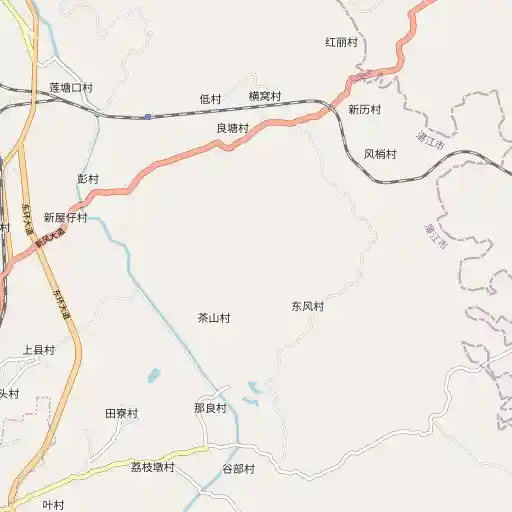 红丽村
莲塘口村
低村
横窝村
新历村
良塘村
湛江市
风梢村
彭村
东环大道
新屋仔村
村
新风大道
湛江市
东环大道
东风村
茶山村
上县村
头村
那良村
田寮村
荔枝墩村
谷部村
叶村